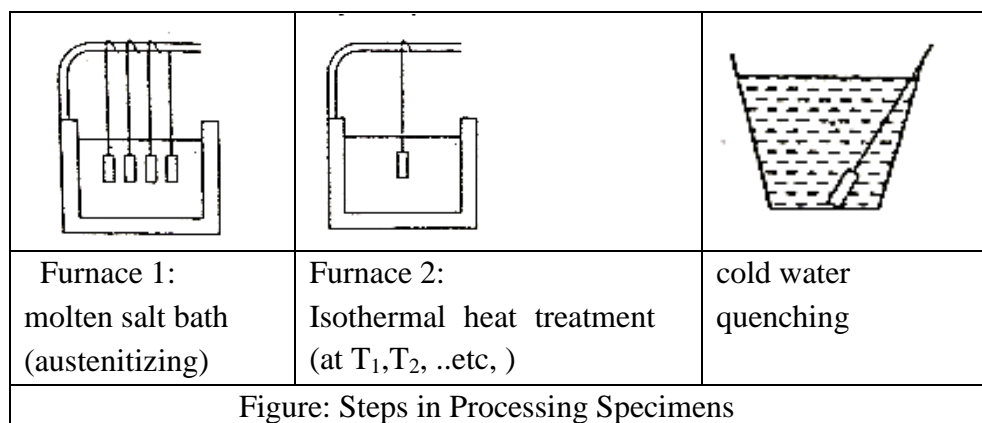 Furnace 1:
molten salt bath
(austenitizing)
Furnace 2:
Isothermal heat treatment
(at T₁,T₂, ..etc, )
cold water
quenching
Figure: Steps in Processing Specimens